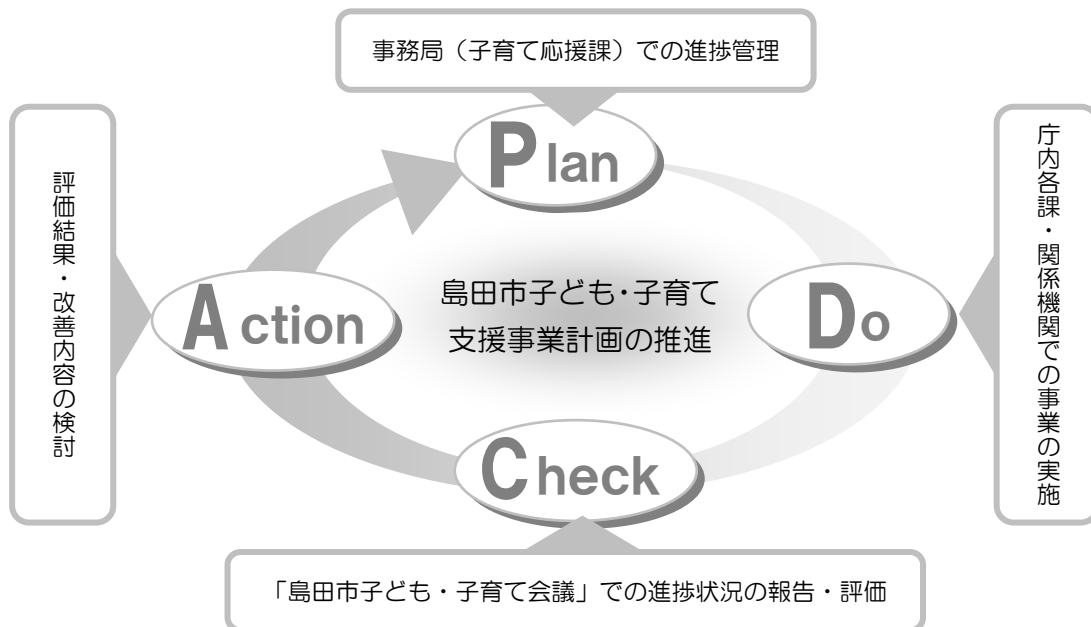 事務局（子育て応援課）での進捗管理
Plan
庁内各課・関係機関での事業の実施
Do
島田市子ども・子育て
支援事業計画の推進
評価結果・改善内容の検討
Action
Check
「島田市子ども・子育て会議」での進捗状況の報告・評価